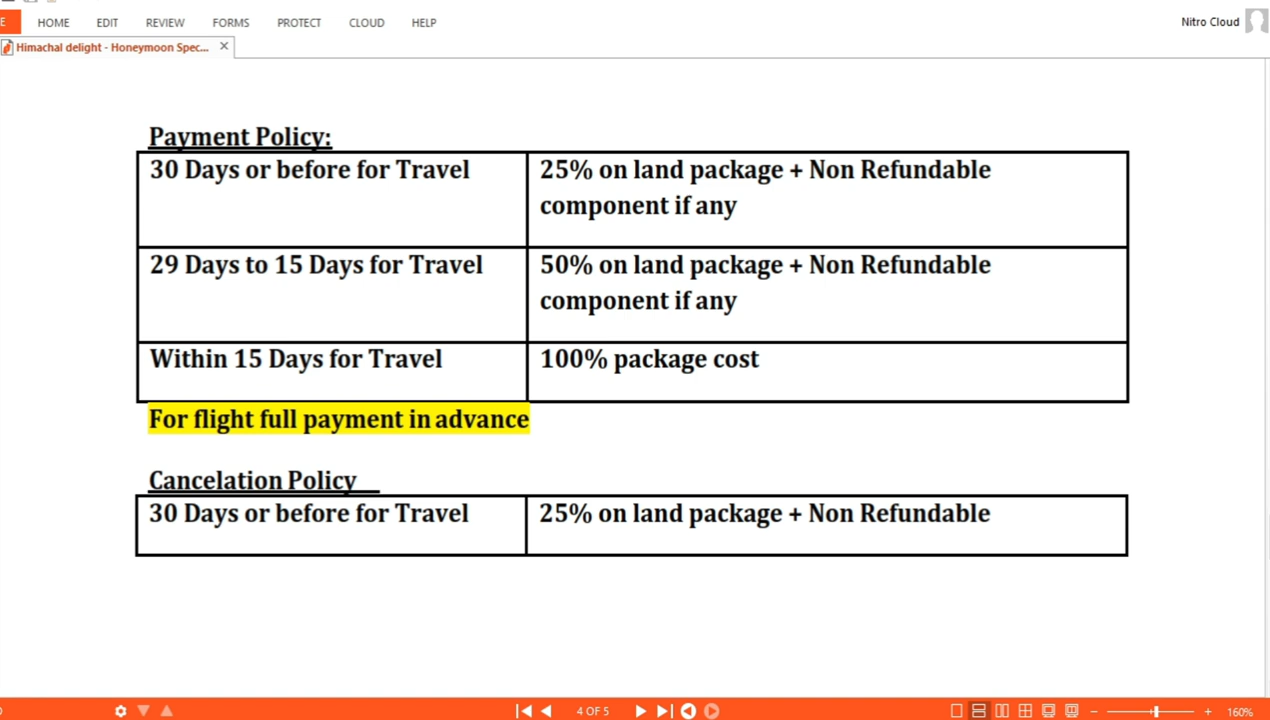 E HOME EDIT REVIEW FORMS PROTECT CLOUD HELP Nitro Cloud
Himachal delight - Honeymoon Spec...
Payment Policy:
30 Days or before for Travel 25% on land package + Non Refundable
component if any
29 Days to 15 Days for Travel 50% on land package + Non Refundable
component if any
Within 15 Days for Travel 100% package cost
For flight full payment in advance
Cancelation Policy
30 Days or before for Travel 25% on land package + Non Refundable
4 OF 5 160%